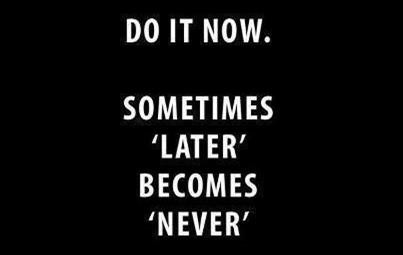 DO IT NOW.
SOMETIMES
‘LATER’
BECOMES
‘NEVER’